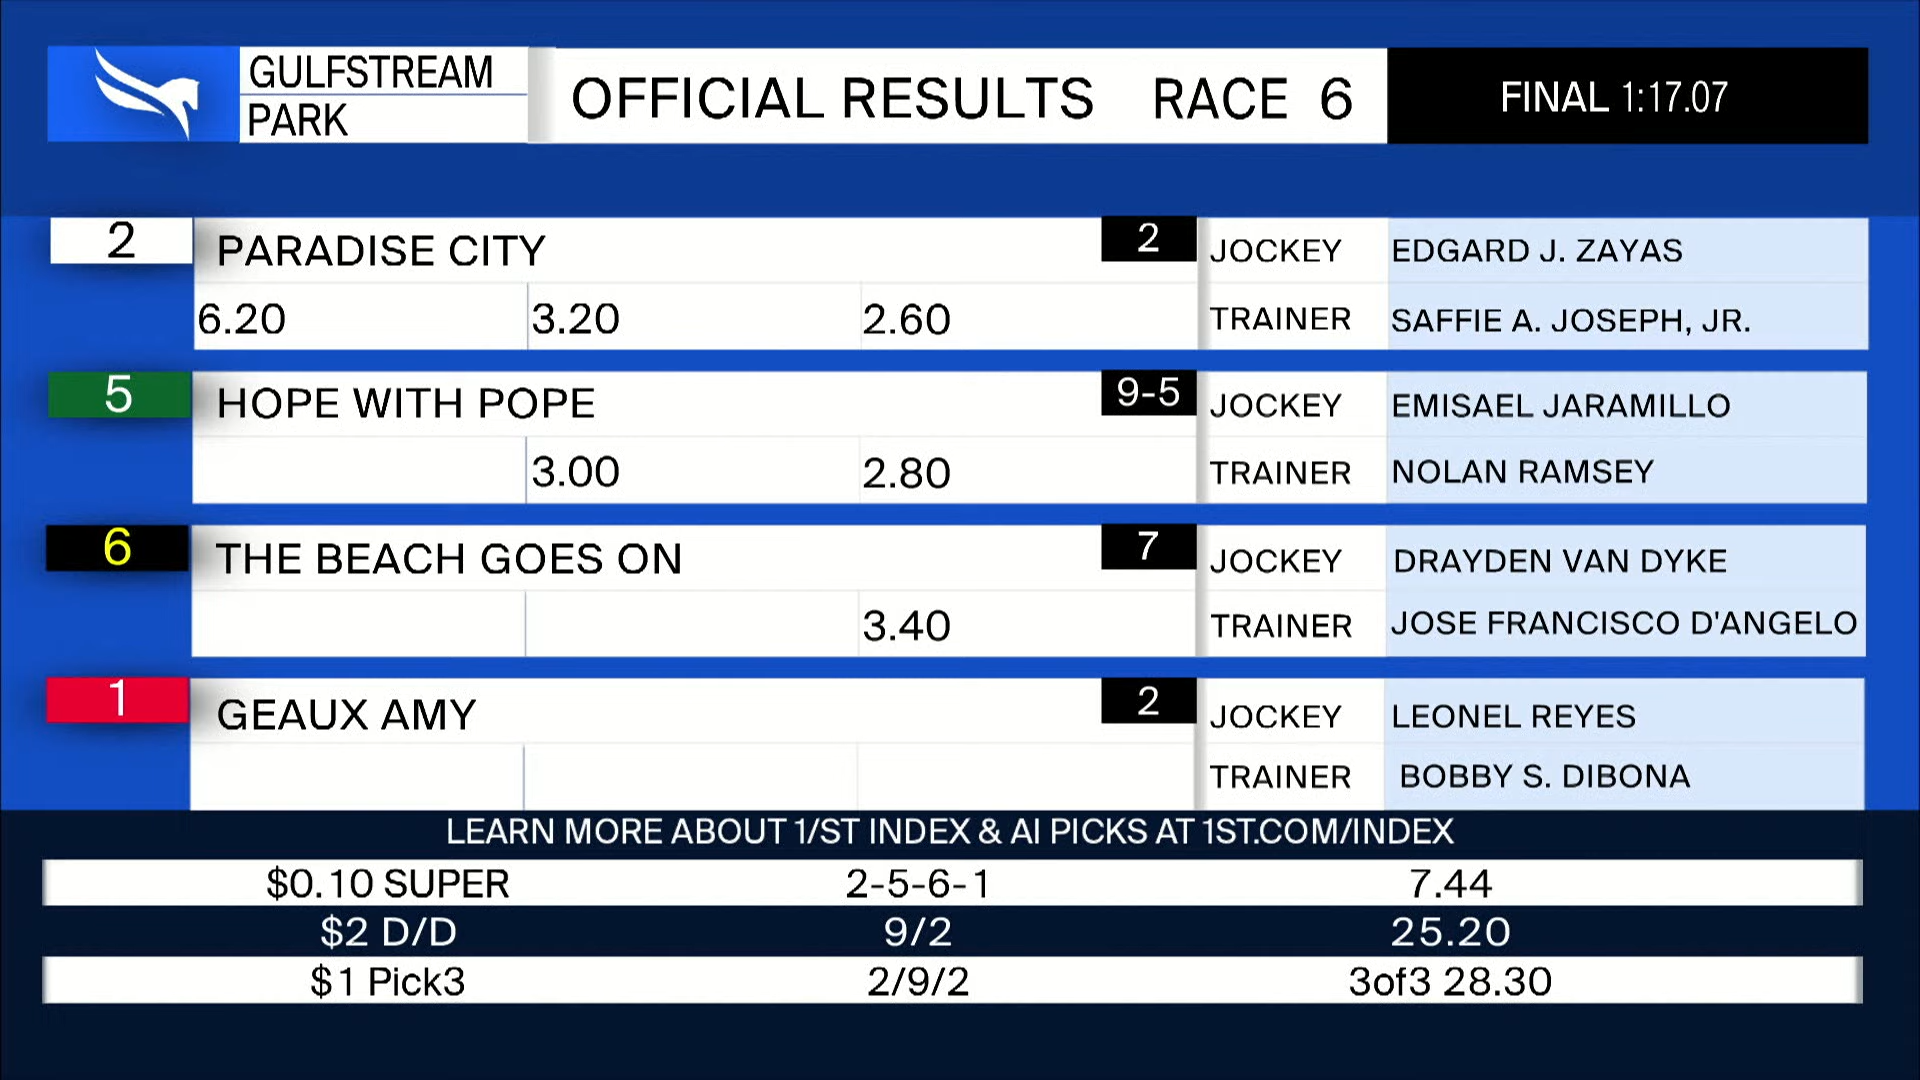 GULFSTREAM
PARK
OFFICIAL RESULTS RACE 6
FINAL 1:17.07
2 PARADISE CITY 2 JOCKEY EDGARD J. ZAYAS
6.20 3.20 2.60 TRAINER SAFFIE A. JOSEPH, JR.
5 HOPE WITH POPE 9-5 JOCKEY EMISAEL JARAMILLO
3.00 2.80 TRAINER NOLAN RAMSEY
6 THE BEACH GOES ON 7 JOCKEY DRAYDEN VAN DYKE
3.40 TRAINER JOSE FRANCISCO D'ANGELO
1 GEAUX AMY 2 JOCKEY LEONEL REYES
TRAINER BOBBY S. DIBONA
LEARN MORE ABOUT 1/ST INDEX & AI PICKS AT 1ST.COM/INDEX
$0.10 SUPER 2-5-6-1 7.44
$2 D/D 9/2 25.20
$1 Pick3 2/9/2 3of3 28.30